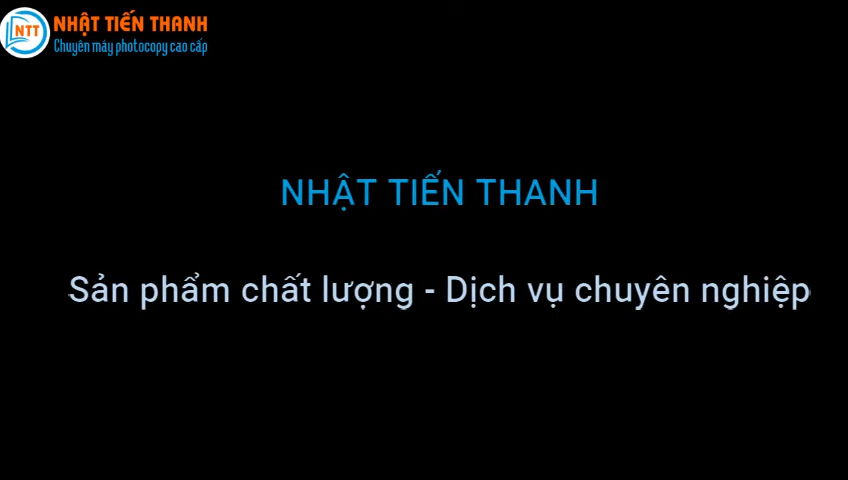 NTT
NHẬT TIẾN THANH
Chuyên máy photocopy cao cấp
NHẬT TIẾN THANH
Sản phẩm chất lượng - Dịch vụ chuyên nghiệp